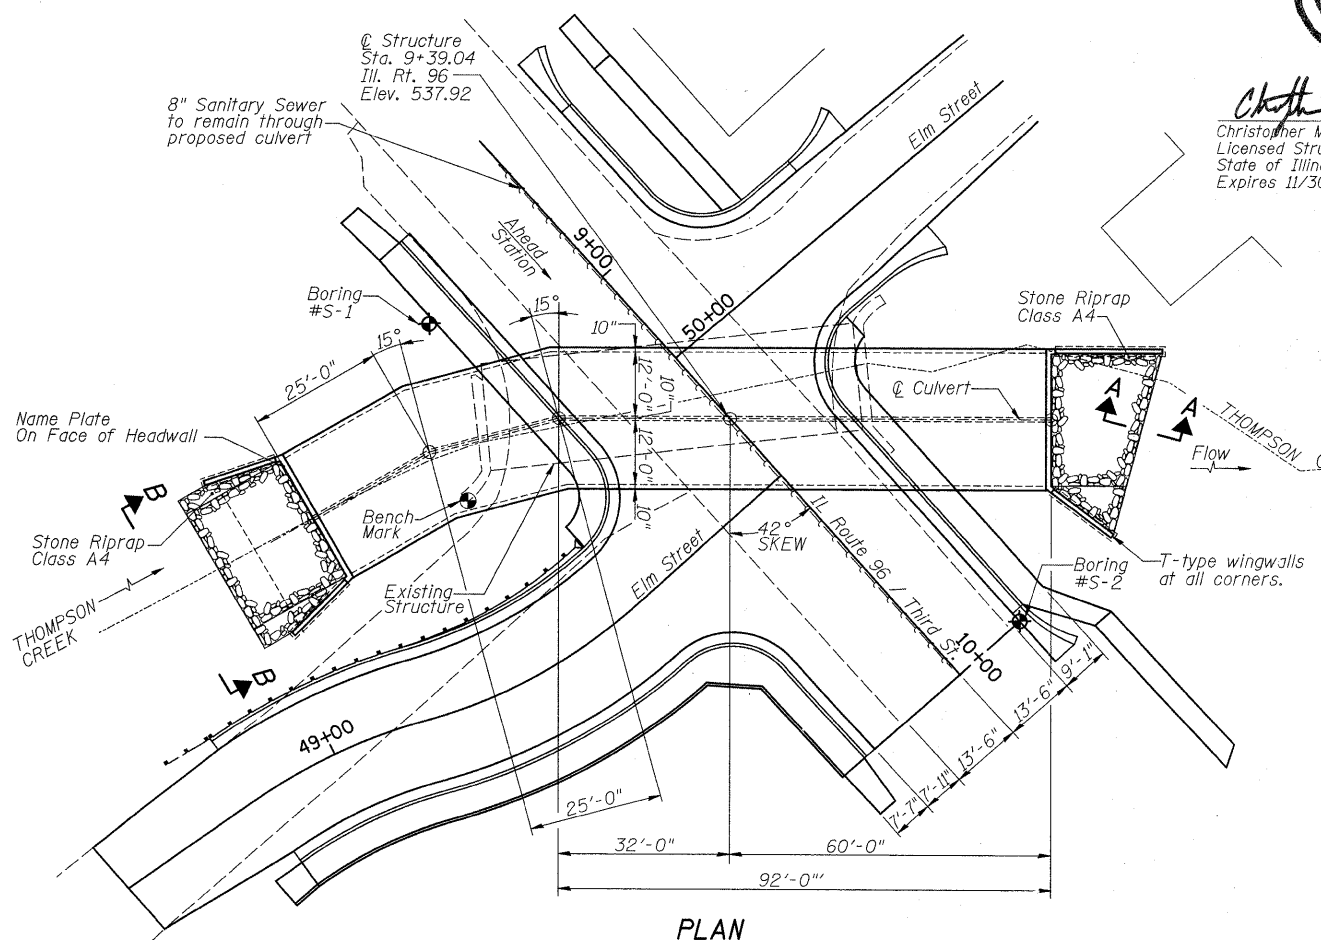 ℄ Structure
Sta. 9+39.04
Ill. Rt. 96
Elev. 537.92
8" Sanitary Sewer
to remain through
proposed culvert
Elm Street
Christopher
Licensed
State of
Expires
Ahead
Station
9+00
Boring
#S-1
15°
15°
10"
50+00
Stone Riprap
Class A4
25'-0"
12'-0"
10"
℄ Culvert
A
A
THOMPSON
Name Plate
On Face of Headwall
12'-0"
Flow
B
Bench
Mark
10"
42°
SKEW
IL Route 96 / Third St.
Stone Riprap
Class A4
Existing
Structure
Elm Street
Boring
#S-2
T-type wingwalls
at all corners.
THOMPSON
CREEK
B
10+00
9'-1"
13'-6"
13'-6"
7'-11"
7'-7"
49+00
25'-0"
32'-0"
60'-0"
92'-0"
PLAN